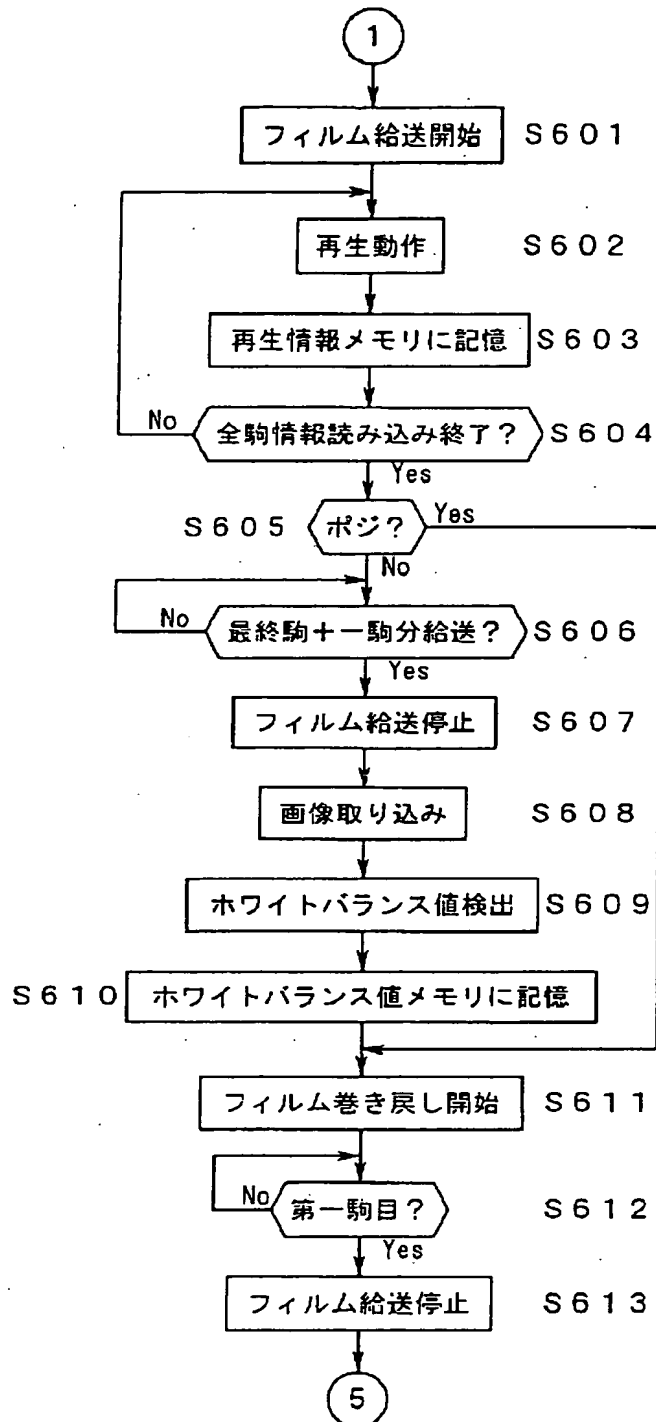 1
フィルム給送開始 S601
再生動作 S602
再生情報メモリに記憶 S603
No 全駒情報読み込み終了? S604
Yes
S605 ポジ? Yes
No
No 最終駒+一駒分給送? S606
Yes
フィルム給送停止 S607
画像取り込み S608
ホワイトバランス値検出 S609
S610 ホワイトバランス値メモリに記憶
フィルム巻き戻し開始 S611
No 第一駒目? S612
Yes
フィルム給送停止 S613
5